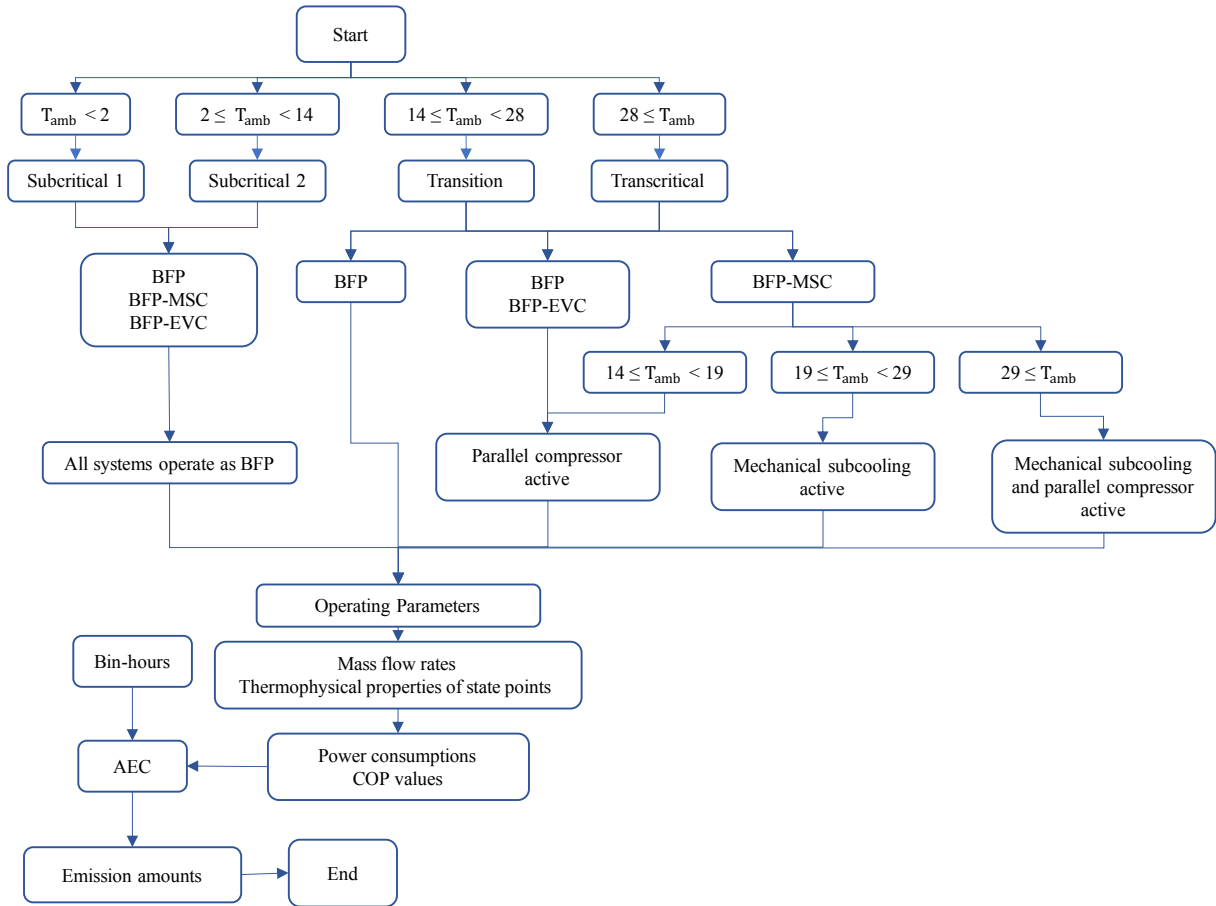 Start
T_amb < 2
2 ≤ T_amb < 14
14 ≤ T_amb < 28
28 ≤ T_amb
Subcritical 1
Subcritical 2
Transition
Transcritical
BFP
BFP-MSC
BFP-EVC
BFP
BFP
BFP-EVC
BFP-MSC
14 ≤ T_amb < 19
19 ≤ T_amb < 29
29 ≤ T_amb
All systems operate as BFP
Parallel compressor
active
Mechanical subcooling
active
Mechanical subcooling
and parallel compressor
active
Operating Parameters
Bin-hours
Mass flow rates
Thermophysical properties of state points
AEC
Power consumptions
COP values
Emission amounts
End